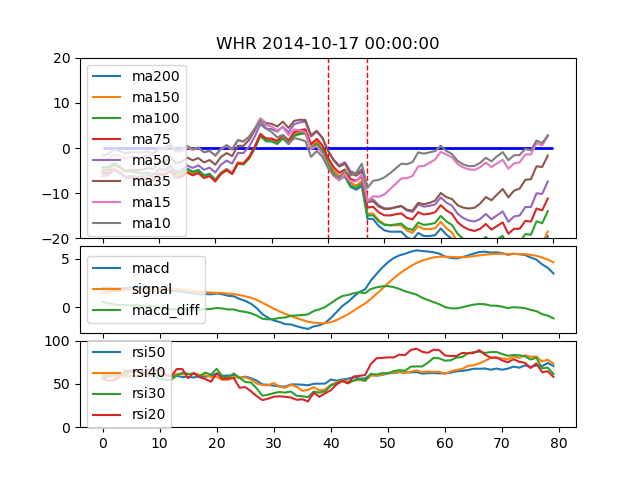 WHR 2014-10-17 00:00:00
20
10
0
−10
−20
ma200
ma150
ma100
ma75
ma50
ma35
ma15
ma10
5
0
macd
signal
macd_diff
100
50
0
rsi50
rsi40
rsi30
rsi20
0 10 20 30 40 50 60 70 80